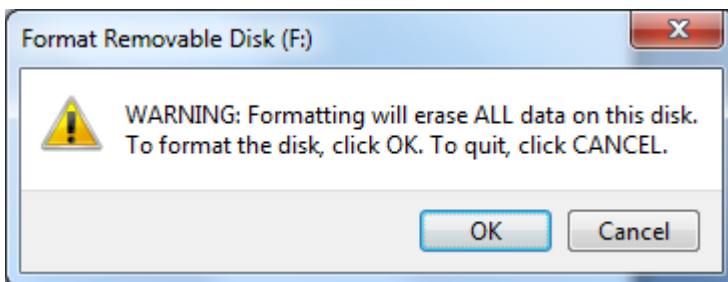 Format Removable Disk (F:)
WARNING: Formatting will erase ALL data on this disk.
To format the disk, click OK. To quit, click CANCEL.
OK
Cancel